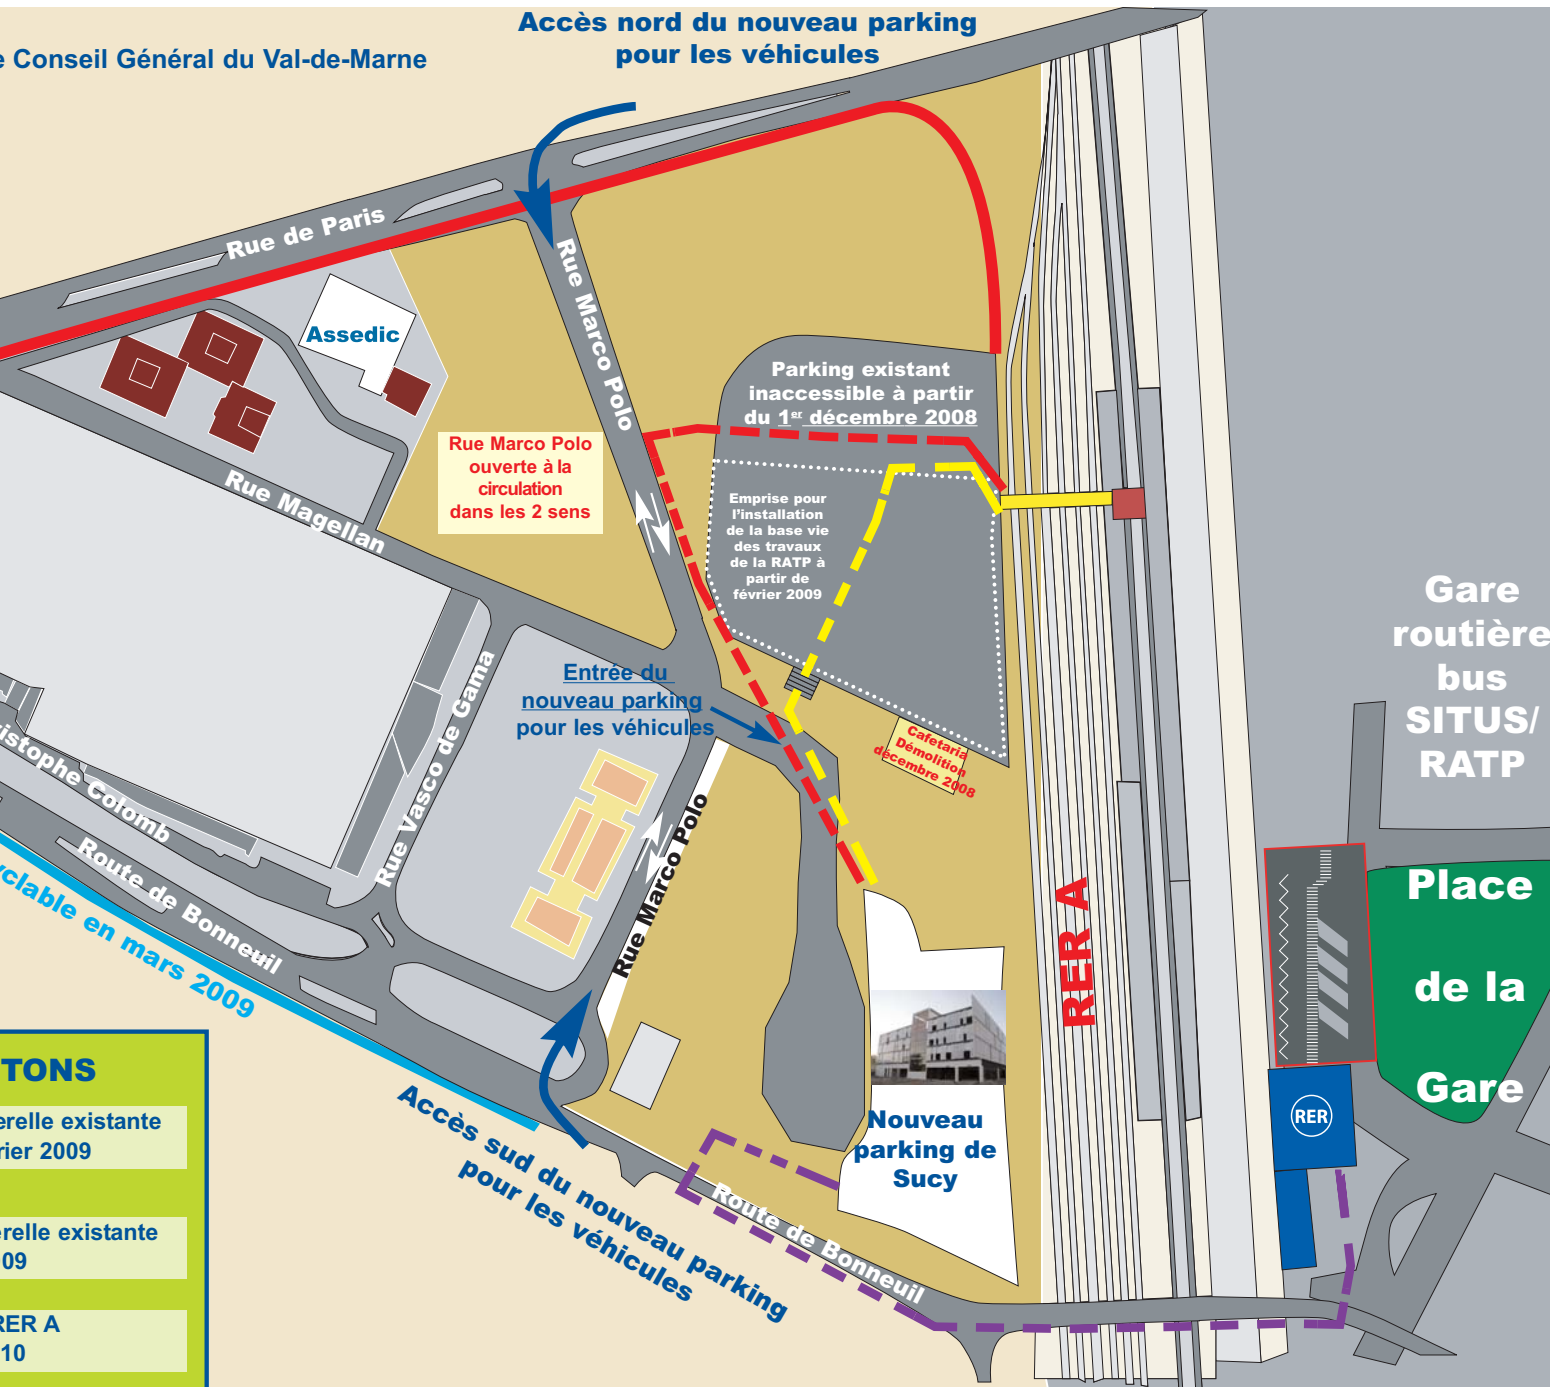 Accès nord du nouveau parking
pour les véhicules
Conseil Général du Val-de-Marne
Rue de Paris
Rue Marco Polo
Assedic
Parking existant
inaccessible à partir
du 1er décembre 2008
Rue Marco Polo
ouverte à la
circulation
dans les 2 sens
Rue Magellan
Emprise pour
l'installation
de la base vie
des travaux
de la RATP à
partir de
février 2009
Gare
routière
bus
SITUS/
RATP
Entrée du
nouveau parking
pour les véhicules
Rue Vasco de Gama
Cafetaria
Démolition
décembre 2008
istophe Colomb
Route de Bonneuil
Rue Marco Polo
yclable en mars 2009
RER A
Place
de la
Gare
TONS
erelle existante
rier 2009
erelle existante
09
RER A
10
RER
Accès sud du nouveau parking
pour les véhicules
Nouveau
parking de
Sucy
Route de Bonneuil